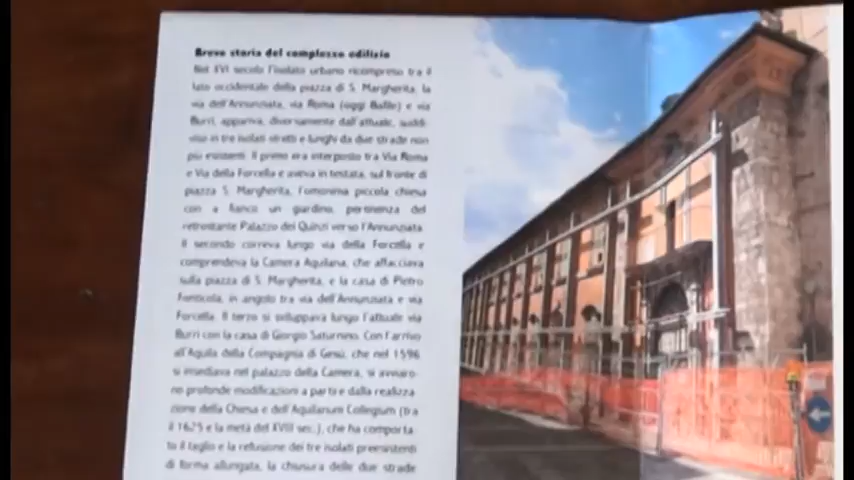 Breve storia del complesso edilizio
Nel XVI secolo l'isolato urbano ricompreso tra il
lato occidentale della piazza di S. Margherita, la
via dell'Annunziata, via Roma (oggi Bafile) e via
Burri, appariva, diversamente dall'attuale, suddi-
viso in tre isolati stretti e lunghi da due strade non
più esistenti. Il primo era interposto tra Via Roma
e Via della Forcella e aveva in testata, sul fronte di
piazza S. Margherita, l'omonima piccola chiesa
con a fianco un giardino, pertinenza del
retrostante Palazzo dei Quinzi verso l'Annunziata.
Il secondo correva lungo via della Forcella e
comprendeva la Camera Aquilana, che affacciava
sulla piazza di S. Margherita, e la casa di Pietro
Fonticola, in angolo tra via dell'Annunziata e via
Forcella. Il terzo si sviluppava lungo l'attuale via
Burri con la casa di Giorgio Saturnino. Con l'arrivo
all'Aquila della Compagnia di Gesù, che nel 1596
si insediava nel palazzo della Camera, si avviaro-
no profonde modificazioni a partire dalla realizza-
zione della Chiesa e dell'Aquilanum Collegium (tra
il 1625 e la metà del XVIII sec.), che ha comporta-
to il taglio e la rifusione dei tre isolati preesistenti
di forma allungata, la chiusura delle due strade